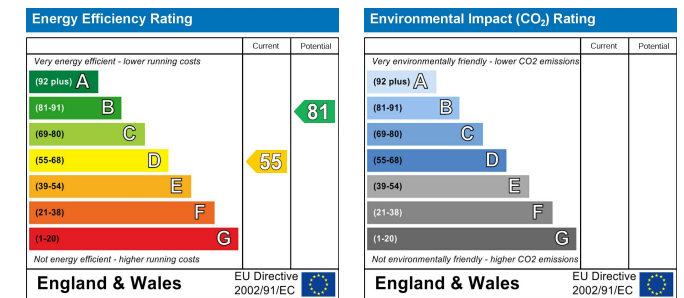 Energy Efficiency Rating
Current Potential
Very energy efficient - lower running costs
(92 plus) A
(81-91) B
81
(69-80) C
(55-68) D
55
(39-54) E
(21-38) F
(1-20) G
Not energy efficient - higher running costs
England & Wales
EU Directive
2002/91/EC
Environmental Impact (CO2) Rating
Current Potential
Very environmentally friendly - lower CO2 emissions
(92 plus) A
(81-91) B
(69-80) C
(55-68) D
(39-54) E
(21-38) F
(1-20) G
Not environmentally friendly - higher CO2 emissions
England & Wales
EU Directive
2002/91/EC